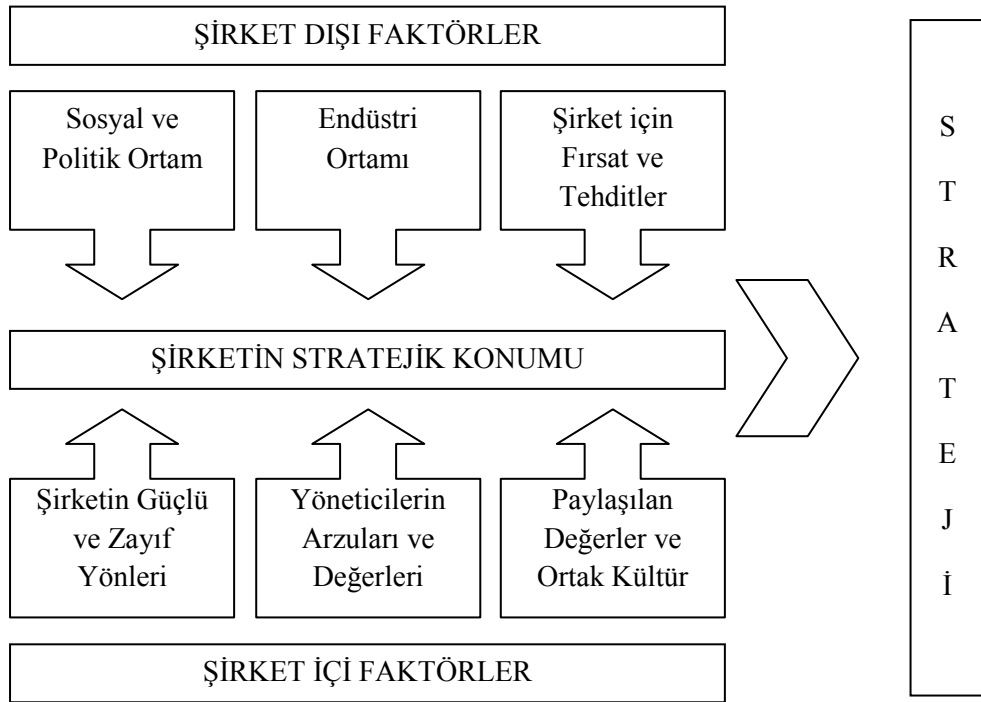 ŞİRKET DIŞI FAKTÖRLER
Sosyal ve
Politik Ortam
Endüstri
Ortamı
Şirket için
Fırsat ve
Tehditler
ŞİRKETİN STRATEJİK KONUMU
Şirketin Güçlü
ve Zayıf
Yönleri
Yöneticilerin
Arzuları ve
Değerleri
Paylaşılan
Değerler ve
Ortak Kültür
ŞİRKET İÇİ FAKTÖRLER
S
T
R
A
T
E
J
İ